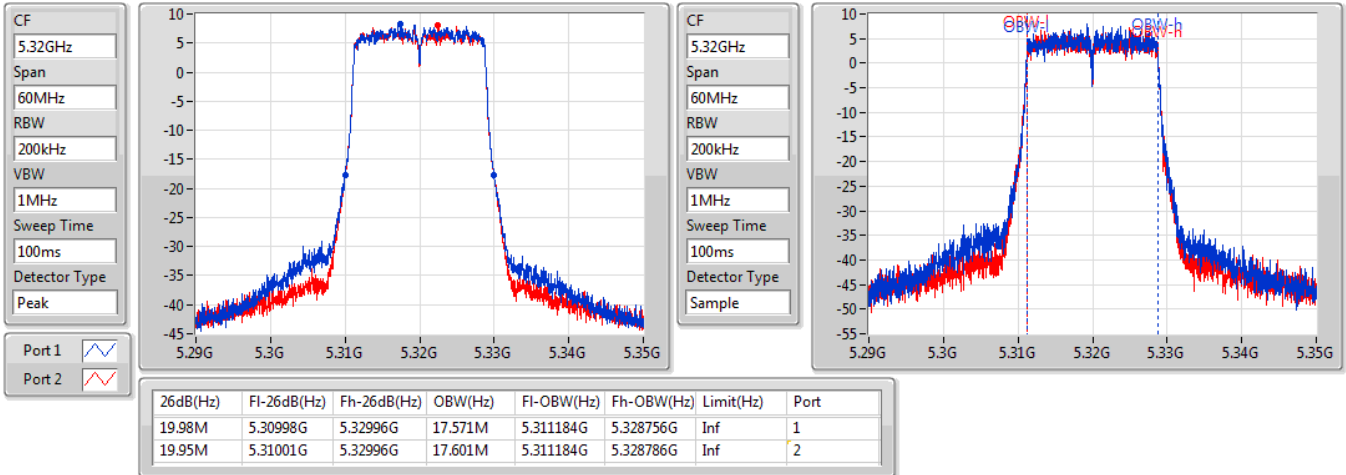 CF
5.32GHz
Span
60MHz
RBW
200kHz
VBW
1MHz
Sweep Time
100ms
Detector Type
Peak
Port 1
Port 2
10
5
0
-5
-10
-15
-20
-25
-30
-35
-40
-45
5.29G 5.3G 5.31G 5.32G 5.33G 5.34G 5.35G
CF
5.32GHz
Span
60MHz
RBW
200kHz
VBW
1MHz
Sweep Time
100ms
Detector Type
Sample
OBW-l OBW-h
OBW-l OBW-h
10
5
0
-5
-10
-15
-20
-25
-30
-35
-40
-45
-50
-55
5.29G 5.3G 5.31G 5.32G 5.33G 5.34G 5.35G
26dB(Hz) Fl-26dB(Hz) Fh-26dB(Hz) OBW(Hz) Fl-OBW(Hz) Fh-OBW(Hz) Limit(Hz) Port
19.98M 5.30998G 5.32996G 17.571M 5.311184G 5.328756G Inf 1
19.95M 5.31001G 5.32996G 17.601M 5.311184G 5.328786G Inf 2